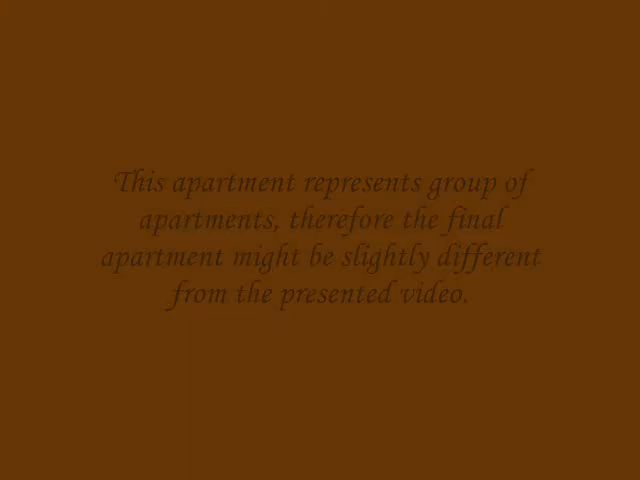 This apartment represents group of
apartments, therefore the final
apartment might be slightly different
from the presented video.